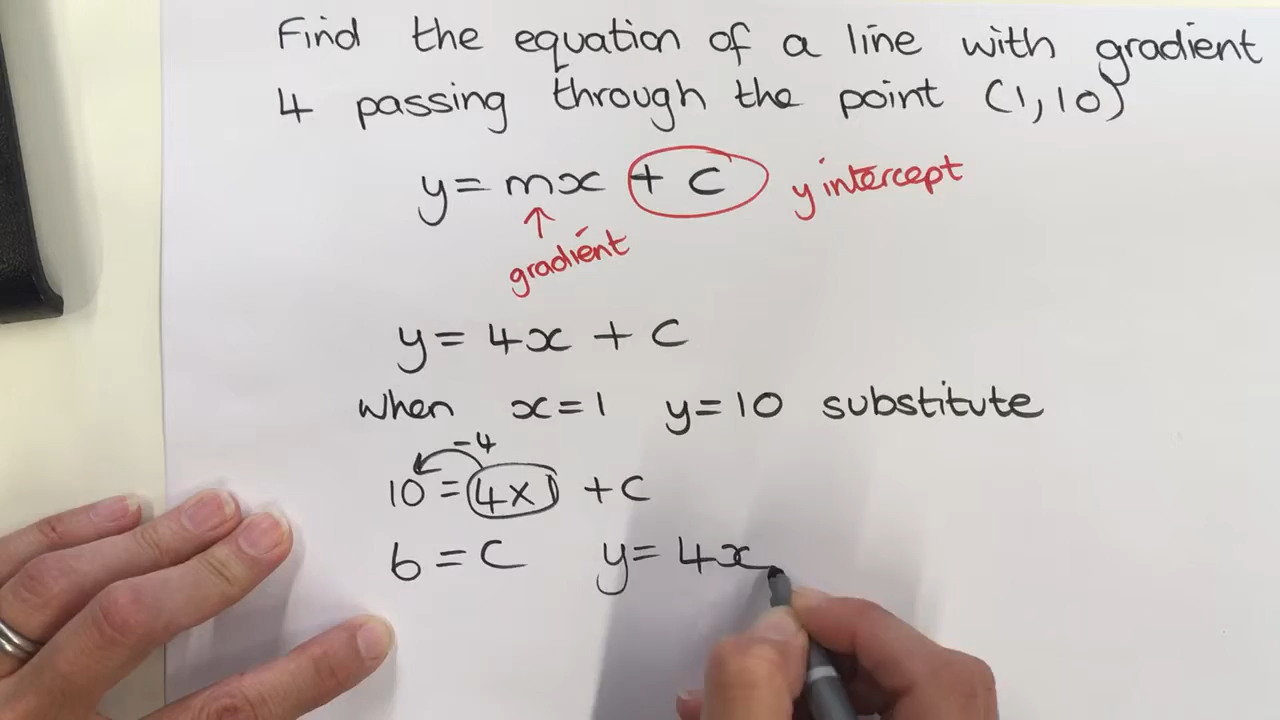 Find the equation of a line with gradient
4 passing through the point (1,10)
y = mx + c y intercept
↑
gradient
y = 4x + c
When x = 1 y = 10 substitute
-4
10 = 4×1 + c
6 = c y = 4x